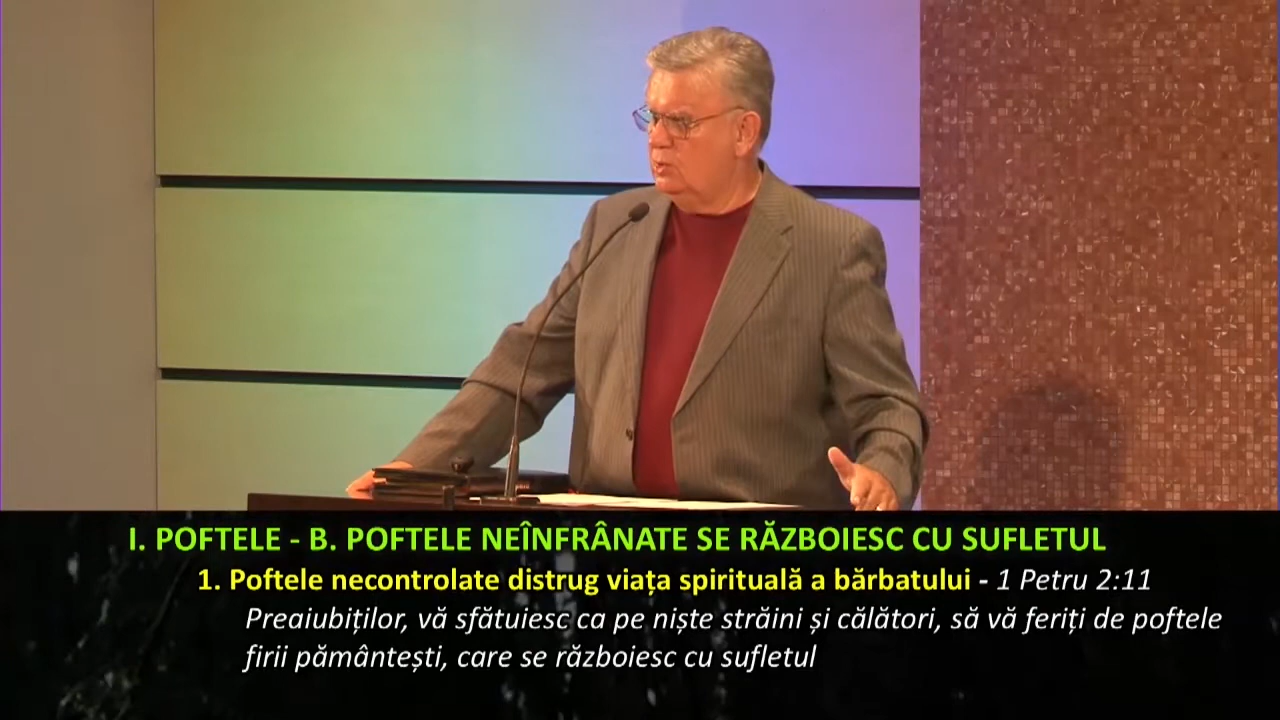 I. POFTELE - B. POFTELE NEÎNFRÂNATE SE RĂZBOIESC CU SUFLETUL
1. Poftele necontrolate distrug viața spirituală a bărbatului - 1 Petru 2:11
Preaiubiților, vă sfătuiesc ca pe niște străini și călători, să vă feriți de poftele
firii pământești, care se războiesc cu sufletul